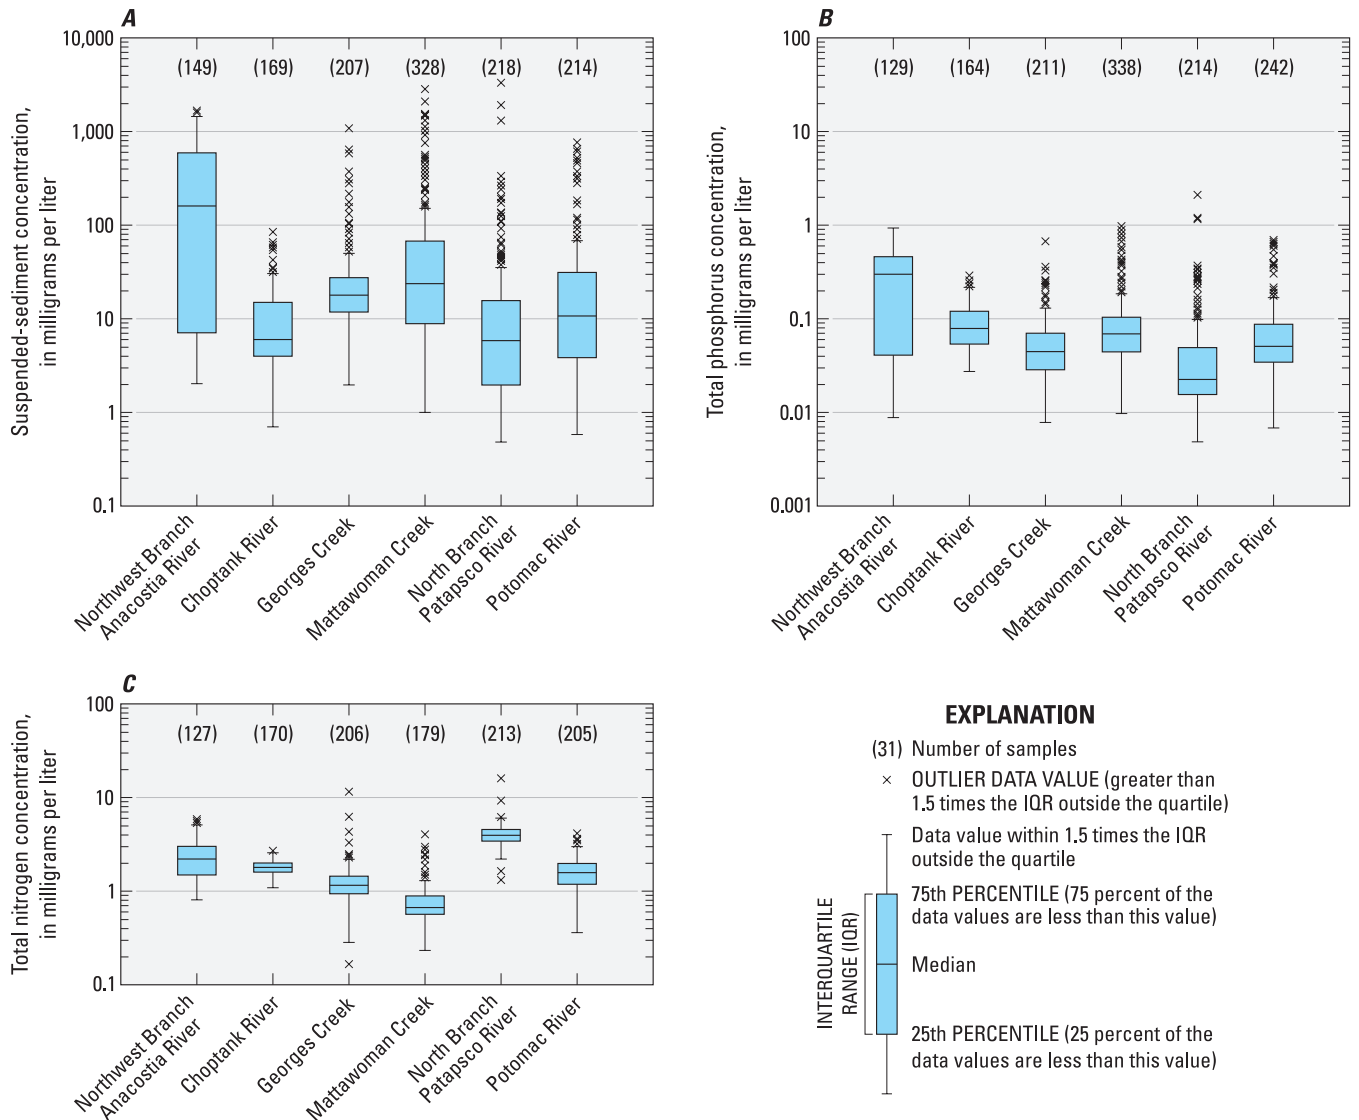 A
10,000
1,000
100
10
1
0.1
Suspended-sediment concentration,
in milligrams per liter
(149) (169) (207) (328) (218) (214)
Northwest Branch
Anacostia River
Choptank River
Georges Creek
Mattawoman Creek
North Branch
Patapsco River
Potomac River
B
100
10
1
0.1
0.01
0.001
Total phosphorus concentration,
in milligrams per liter
(129) (164) (211) (338) (214) (242)
Northwest Branch
Anacostia River
Choptank River
Georges Creek
Mattawoman Creek
North Branch
Patapsco River
Potomac River
C
100
10
1
0.1
Total nitrogen concentration,
in milligrams per liter
(127) (170) (206) (179) (213) (205)
Northwest Branch
Anacostia River
Choptank River
Georges Creek
Mattawoman Creek
North Branch
Patapsco River
Potomac River
EXPLANATION
(31) Number of samples
× OUTLIER DATA VALUE (greater than
1.5 times the IQR outside the quartile)
Data value within 1.5 times the IQR
outside the quartile
75th PERCENTILE (75 percent of the
data values are less than this value)
INTERQUARTILE
RANGE (IQR)
Median
25th PERCENTILE (25 percent of the
data values are less than this value)